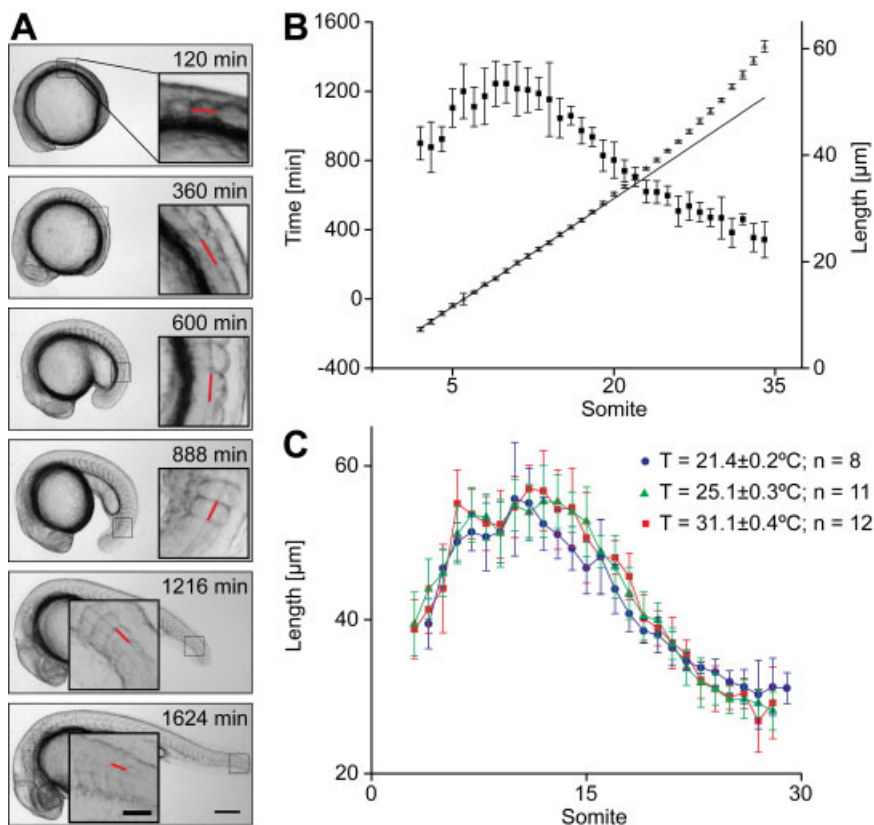 A
120 min
360 min
600 min
888 min
1216 min
1624 min
B
1600
1200
800
400
0
-400
Time [min]
60
40
20
0
Length [µm]
5
20
35
Somite
C
T = 21.4±0.2ºC; n = 8
T = 25.1±0.3ºC; n = 11
T = 31.1±0.4ºC; n = 12
60
40
20
Length [µm]
0
15
30
Somite